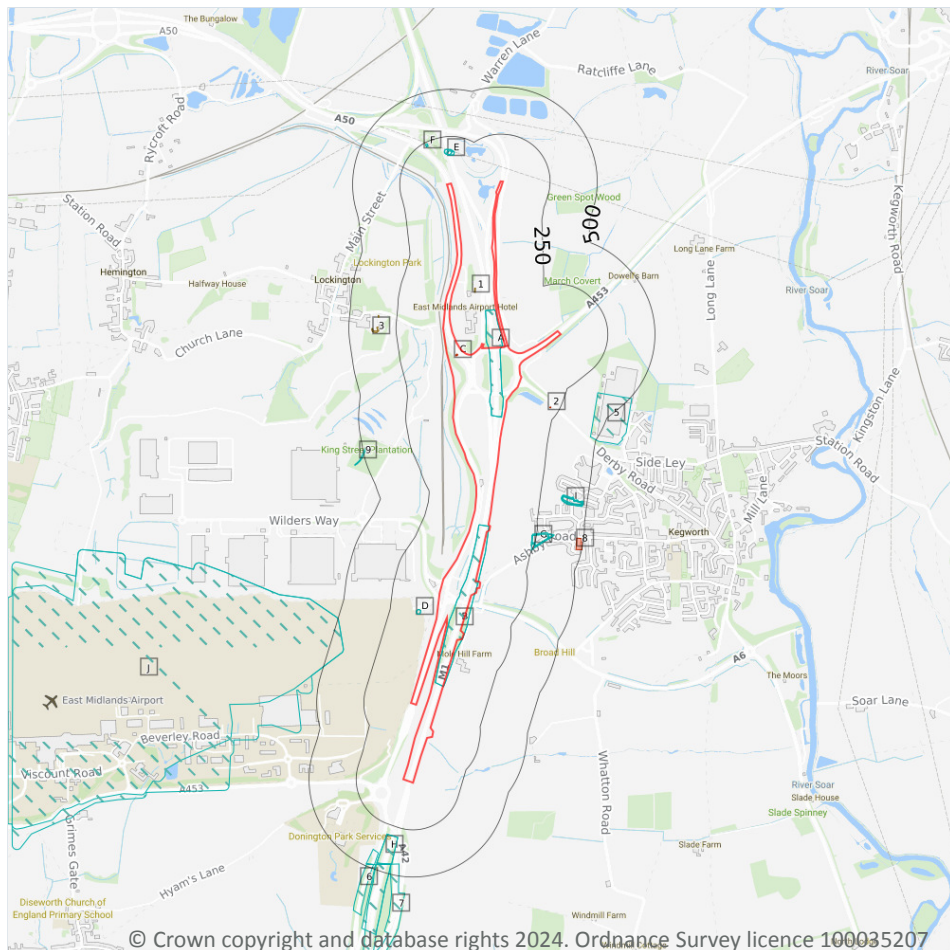 The Bungalow
A50
Warren Lane
Ratcliffe Lane
River Soar
Rycroft Road
A50
F
E
Station Road
Main Street
Green Spot Wood
500
250
Kegworth Road
Long Lane Farm
Hemington
Halfway House
Lockington Park
Lockington
1
March Covert
Dowell's Barn
A453
Long Lane
River Soar
East Midlands Airport Hotel
3
Church Lane
A
C
2
5
Kingston Lane
King Street Plantation
9
Derby Road
Side Ley
Station Road
Mill Lane
I
Wilders Way
G
8
Ashby Road
Kegworth
D
B
Mole Hill Farm
Broad Hill
A6
M1
J
East Midlands Airport
The Moors
Soar Lane
Beverley Road
Viscount Road
A453
Whatton Road
River Soar
Slade House
Slade Spinney
Grimes Gate
Donington Park Services
H
A42
Slade Farm
6
Hyam's Lane
7
Diseworth Church of
England Primary School
Windmill Farm
© Crown copyright and database rights 2024. Ordnance Survey licence 100035207